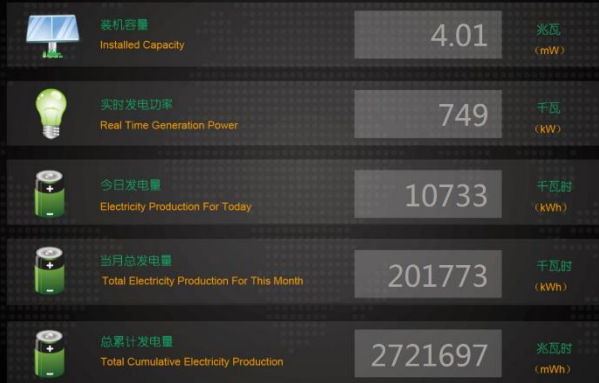 装机容量
4.01
兆瓦
Installed Capacity
（mW）
实时发电功率
749
千瓦
Real Time Generation Power
（kW）
今日发电量
10733
千瓦时
Electricity Production For Today
（kWh）
当月总发电量
201773
千瓦时
Total Electricity Production For This Month
（kWh）
总累计发电量
2721697
兆瓦时
Total Cumulative Electricity Production
（mWh）